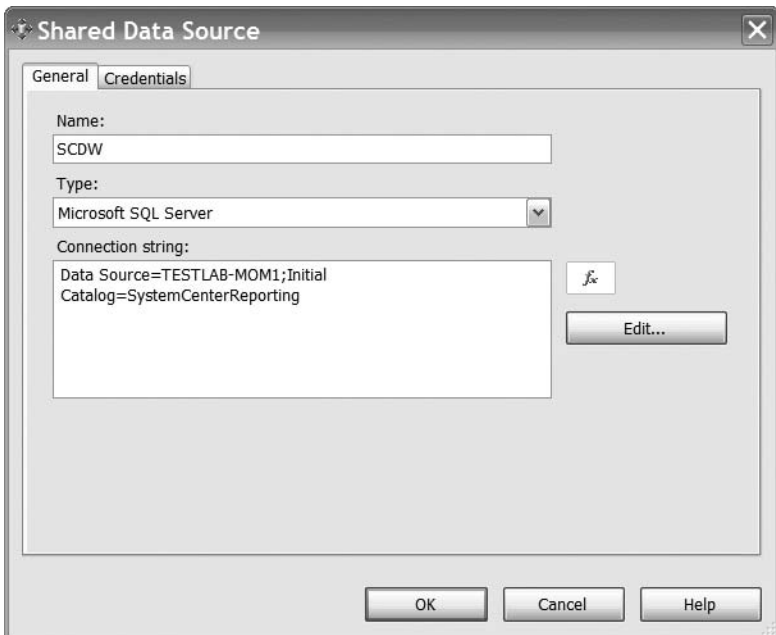 Shared Data Source
General
Credentials
Name:
SCDW
Type:
Microsoft SQL Server
Connection string:
Data Source=TESTLAB-MOM1;Initial
Catalog=SystemCenterReporting
fx
Edit...
OK
Cancel
Help